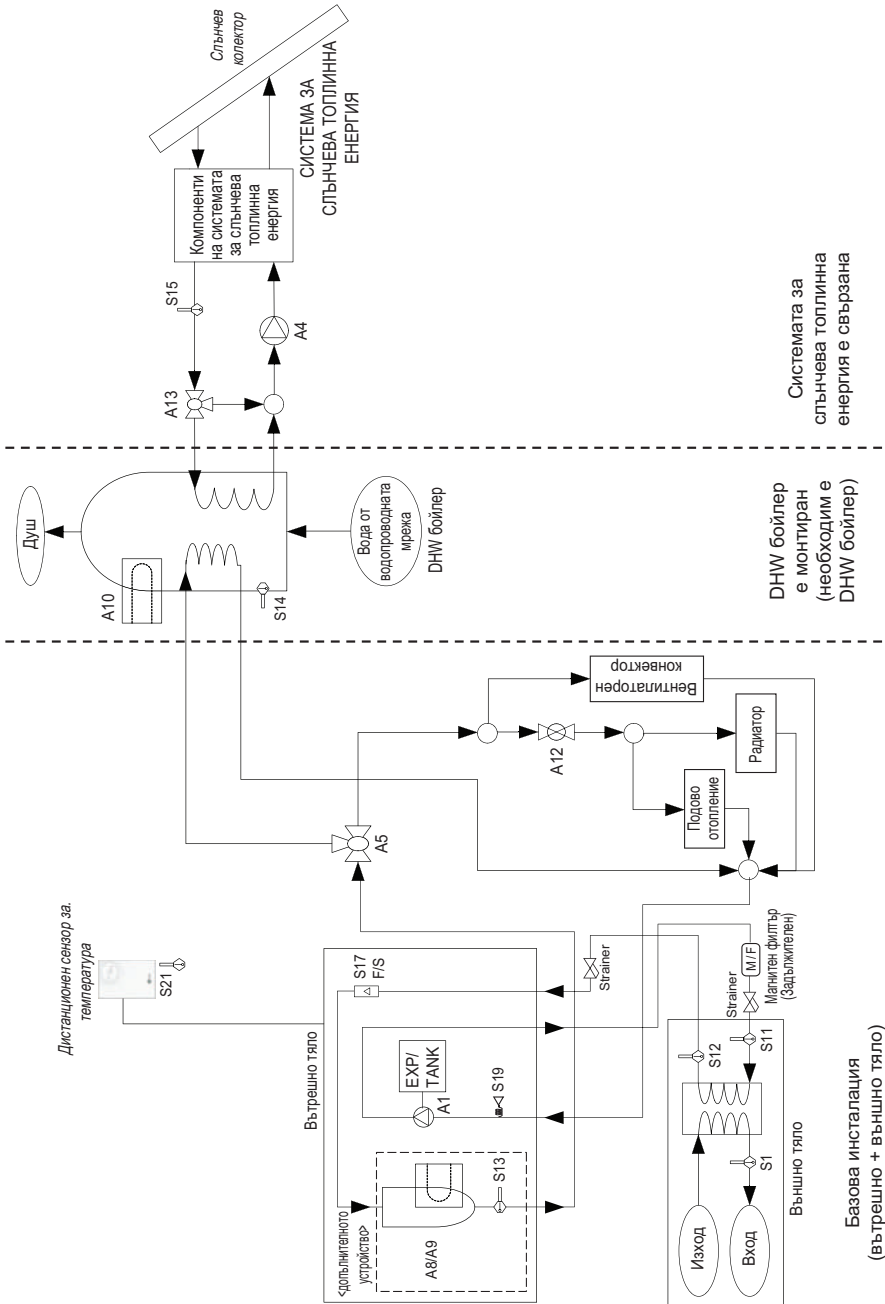 Слънчев
колектор
СИСТЕМА ЗА
СЛЪНЧЕВА ТОПЛИННА
ЕНЕРГИЯ
Компоненти
на системата
за слънчева
топлинна
енергия
S15
A13
A4
Системата за
слънчева топлинна
енергия е свързана
Душ
A10
S14
Вода от
водопроводната
мрежа
DHW бойлер
DHW бойлер
е монтиран
(необходим е
DHW бойлер)
Вентилаторен
конвектор
A12
Радиатор
A5
Подово
отопление
Дистанционен сензор за.
температура
S21
Вътрешно тяло
S17
F/S
Strainer
EXP/
TANK
A1
S19
<допълнителното
устройство>
A8/A9
S13
Strainer
M / F
Магнитен филтър
(Задължителен)
S12
S11
S1
Външно тяло
Изход
Вход
Базова инсталация
(вътрешно + външно тяло)